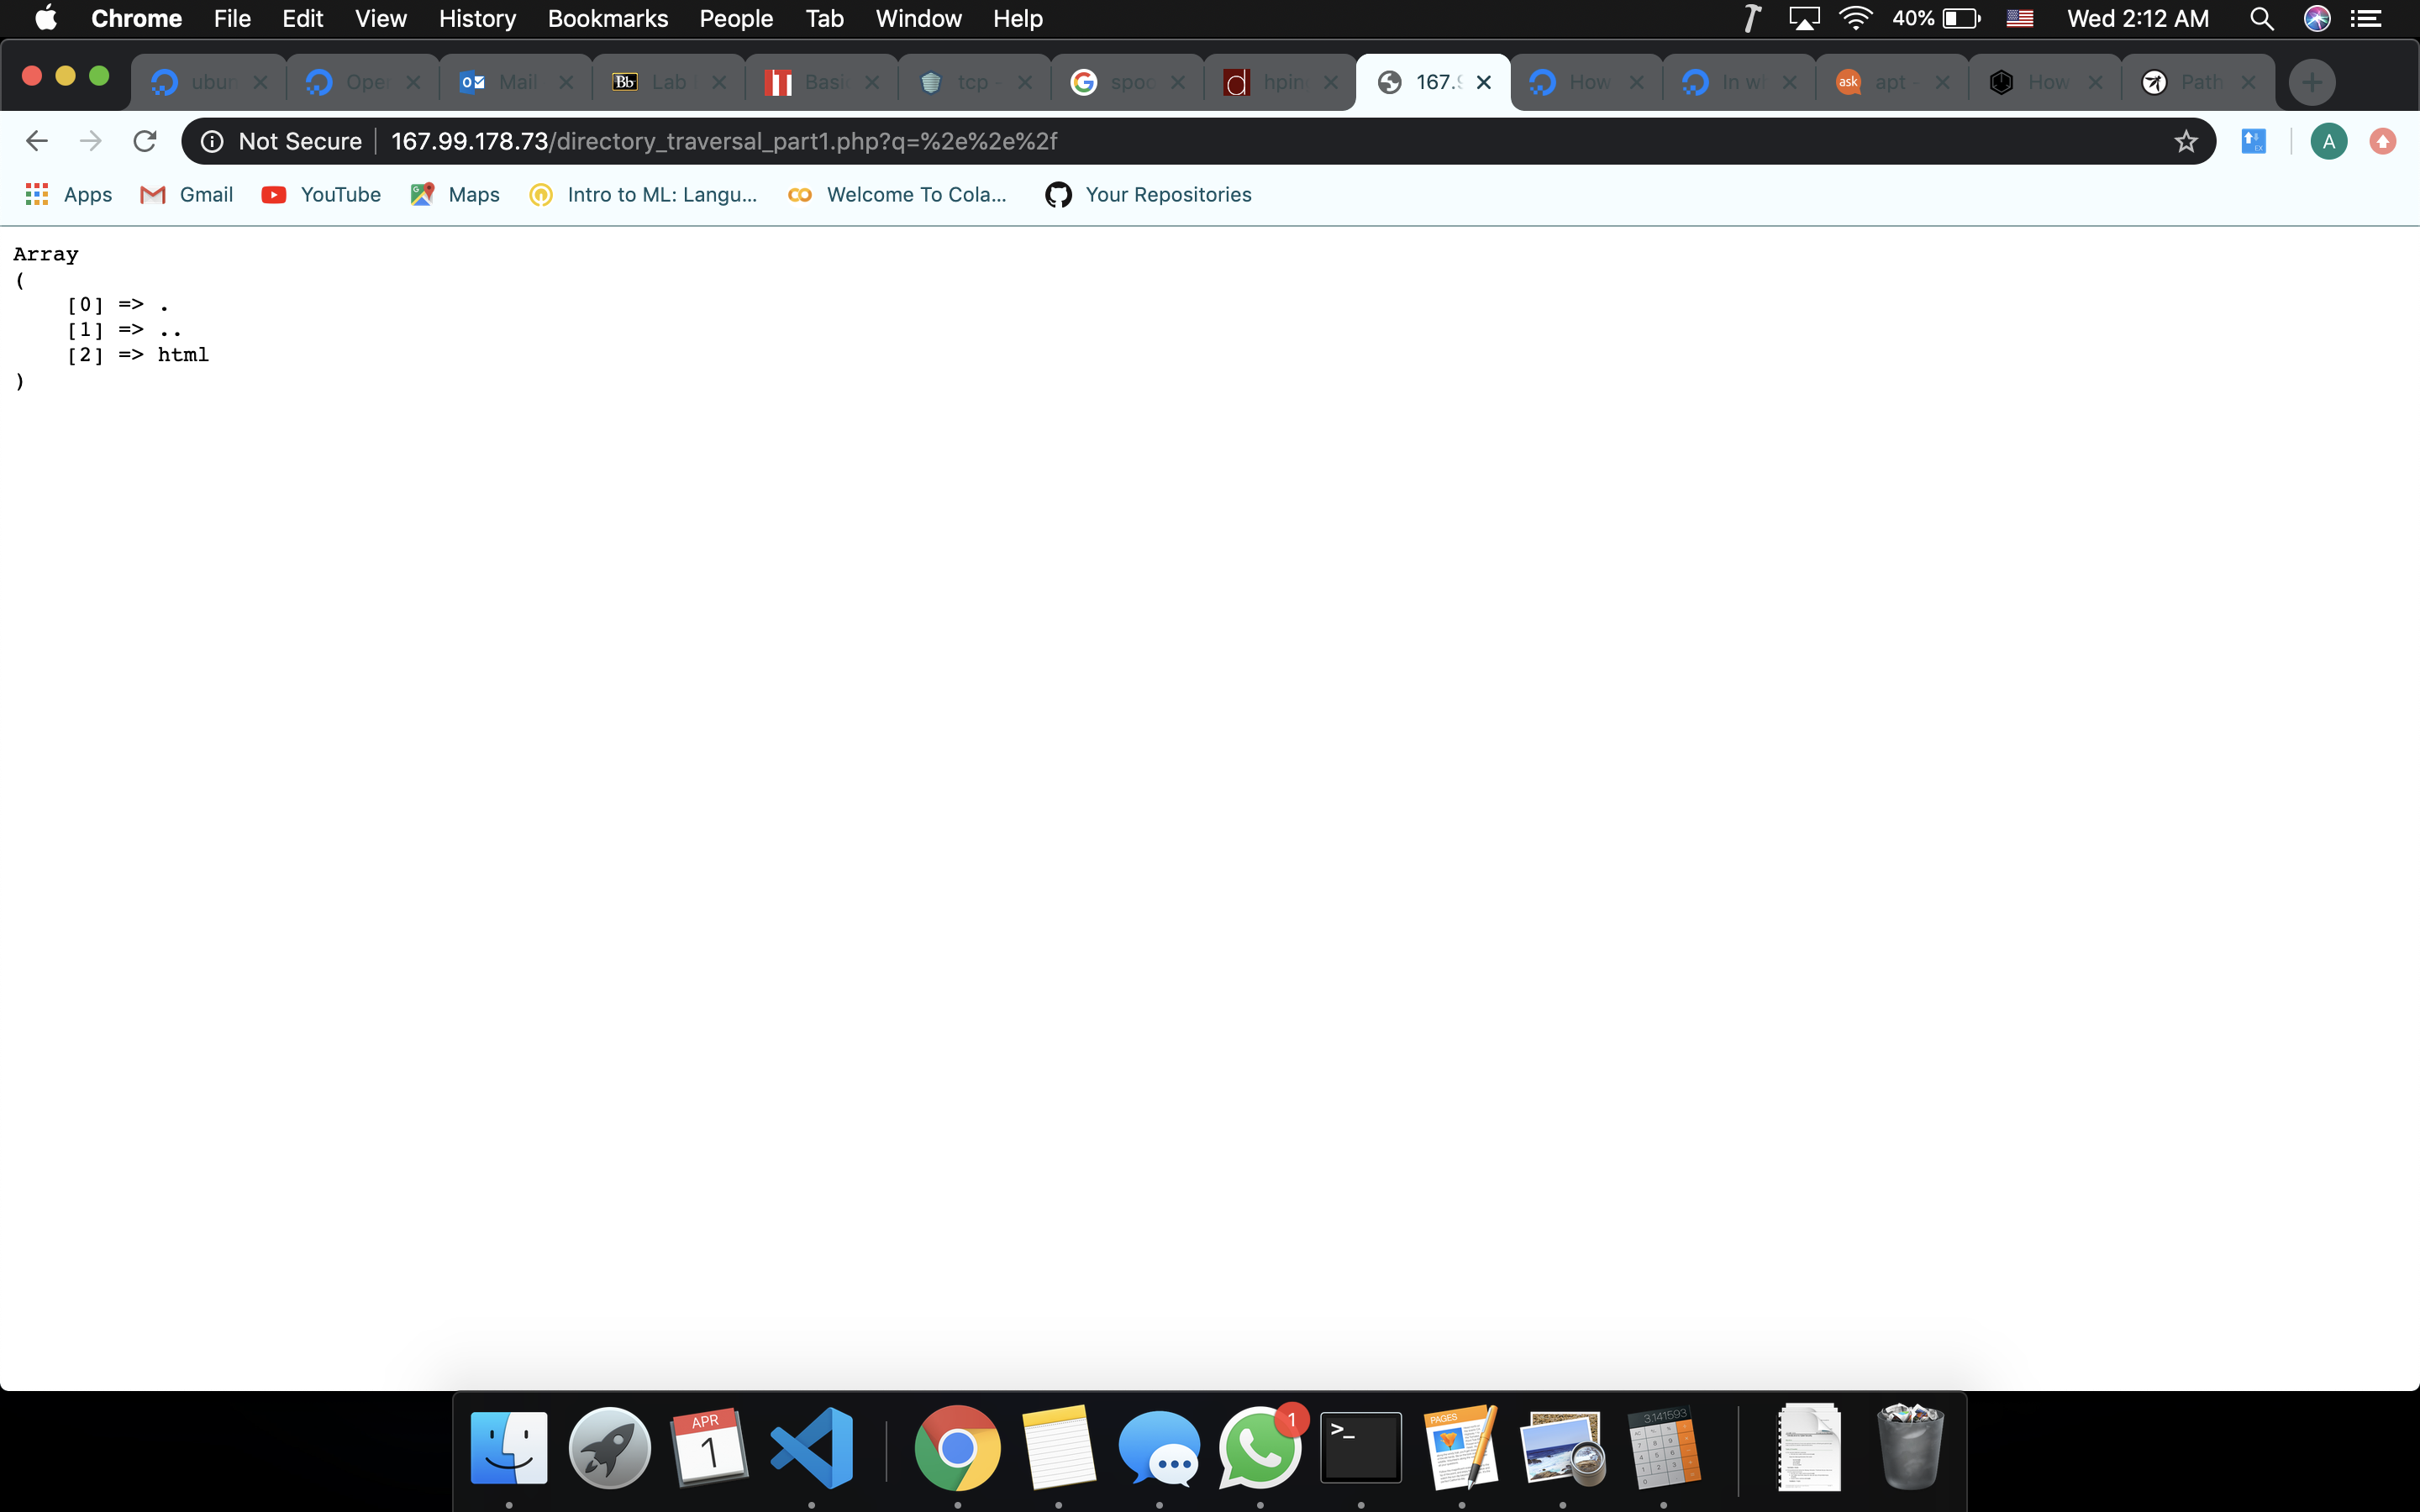 Chrome File Edit View History Bookmarks People Tab Window Help 40% Wed 2:12 AM
ubun Oper Mail Bb Lab Basi tcp - spoo d hpin 167.9 How In w ask apt - How Path
Not Secure 167.99.178.73/directory_traversal_part1.php?q=%2e%2e%2f A
Apps Gmail YouTube Maps Intro to ML: Langu... Welcome To Cola... Your Repositories
Array
(
[0] => .
[1] => ..
[2] => html
)
APR
1
1
>_
PAGES
3.141593